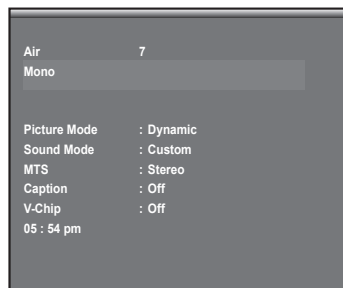 Air 7
Mono
Picture Mode : Dynamic
Sound Mode : Custom
MTS : Stereo
Caption : Off
V-Chip : Off
05 : 54 pm